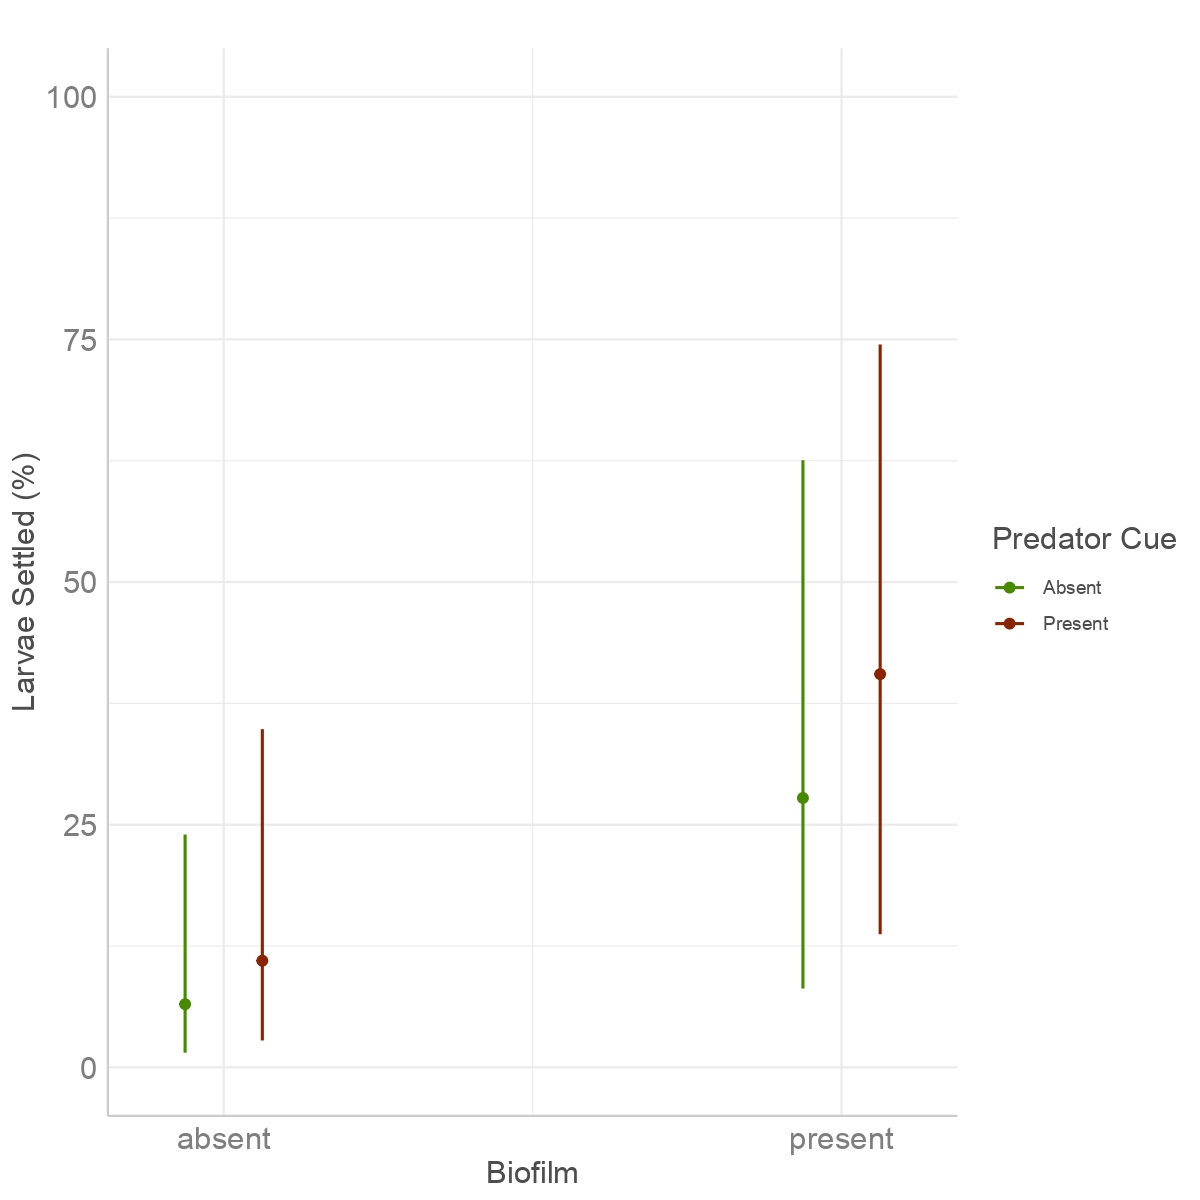 100
75
50
25
0
Larvae Settled (%)
absent
present
Biofilm
Predator Cue
Absent
Present